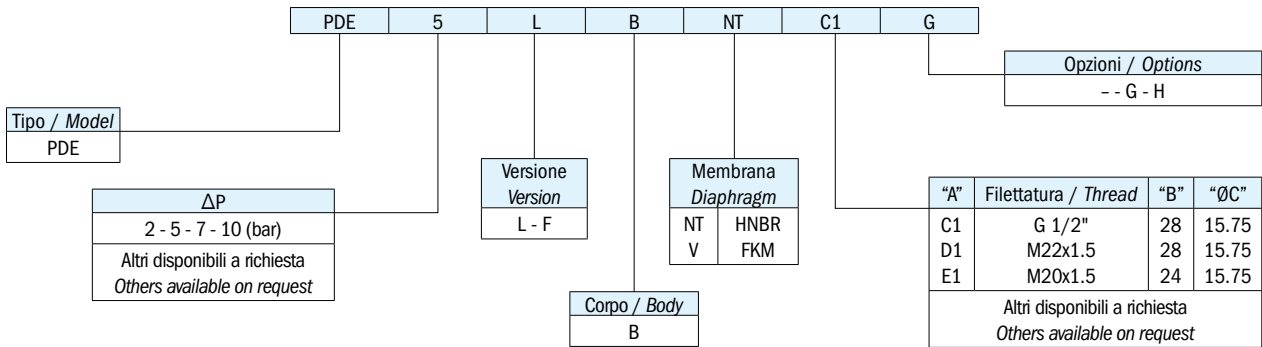 PDE 5 L B NT C1 G
Opzioni / Options
– - G - H
Tipo / Model
PDE
ΔP
2 - 5 - 7 - 10 (bar)
Altri disponibili a richiesta
Others available on request
Versione
Version
L - F
Corpo / Body
B
Membrana
Diaphragm
NT HNBR
V FKM
"A" Filettatura / Thread "B" "ØC"
C1 G 1/2" 28 15.75
D1 M22x1.5 28 15.75
E1 M20x1.5 24 15.75
Altri disponibili a richiesta
Others available on request